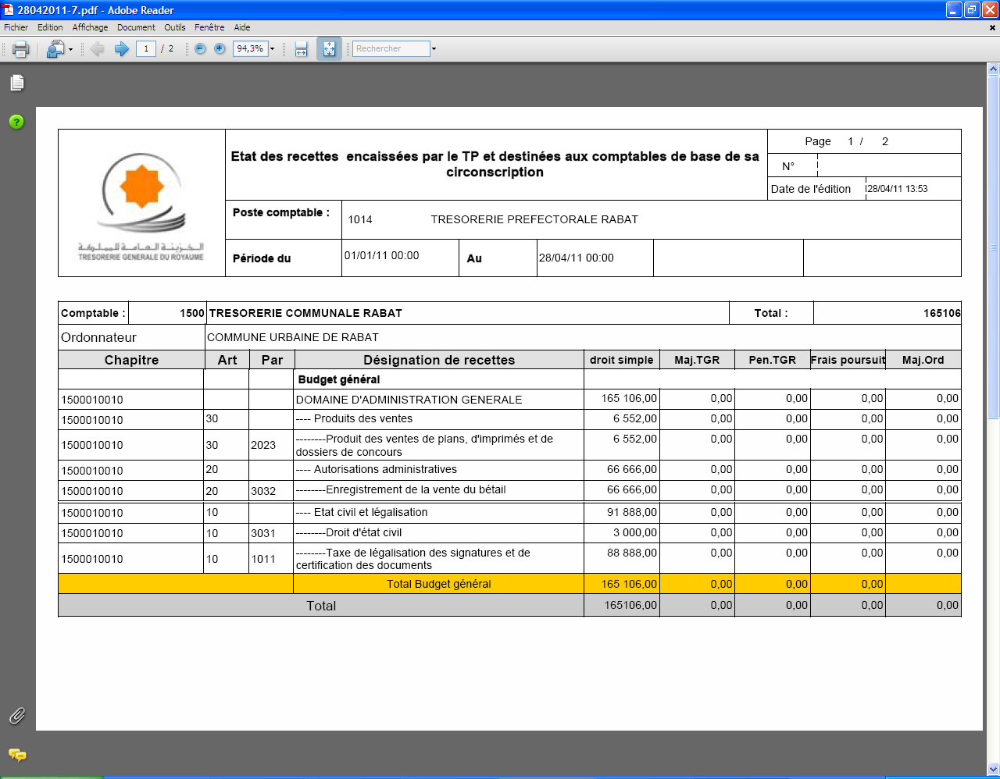 28042011-7.pdf - Adobe Reader
Fichier Edition Affichage Document Outils Fenêtre Aide
1 / 2 94,3% Rechercher
Page 1 / 2
Etat des recettes encaissées par le TP et destinées aux comptables de base de sa
circonscription
N°
Date de l'édition 28/04/11 13:53
الخزينة العامة للمملكة
TRESORERIE GENERALE DU ROYAUME
Poste comptable : 1014 TRESORERIE PREFECTORALE RABAT
Période du 01/01/11 00:00 Au 28/04/11 00:00
Comptable : 1500 TRESORERIE COMMUNALE RABAT Total : 165106
Ordonnateur COMMUNE URBAINE DE RABAT
Chapitre Art Par Désignation de recettes droit simple Maj.TGR Pen.TGR Frais poursuit Maj.Ord
Budget général
1500010010 DOMAINE D'ADMINISTRATION GENERALE 165 106,00 0,00 0,00 0,00 0,00
1500010010 30 ---- Produits des ventes 6 552,00 0,00 0,00 0,00 0,00
1500010010 30 2023 --------Produit des ventes de plans, d'imprimés et de 6 552,00 0,00 0,00 0,00 0,00
dossiers de concours
1500010010 20 ---- Autorisations administratives 66 666,00 0,00 0,00 0,00 0,00
1500010010 20 3032 --------Enregistrement de la vente du bétail 66 666,00 0,00 0,00 0,00 0,00
1500010010 10 ---- Etat civil et légalisation 91 888,00 0,00 0,00 0,00 0,00
1500010010 10 3031 --------Droit d'état civil 3 000,00 0,00 0,00 0,00 0,00
1500010010 10 1011 --------Taxe de légalisation des signatures et de 88 888,00 0,00 0,00 0,00 0,00
certification des documents
Total Budget général 165 106,00 0,00 0,00 0,00
Total 165106,00 0,00 0,00 0,00 0,00